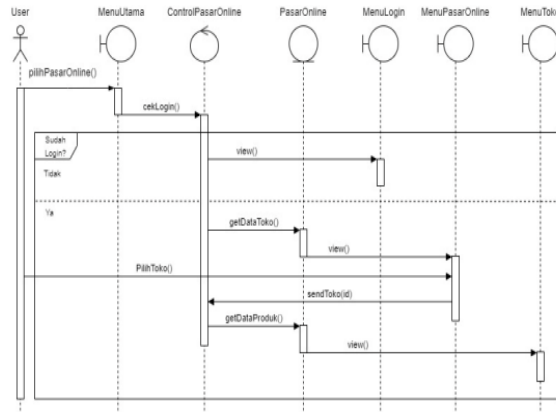 User MenuUtama ControlPasarOnline PasarOnline MenuLogin MenuPasarOnline MenuToko
pilihPasarOnline()
cekLogin()
Sudah
Login?
view()
Tidak
Ya
getDataToko()
view()
PilihToko()
sendToko(id)
getDataProduk()
view()